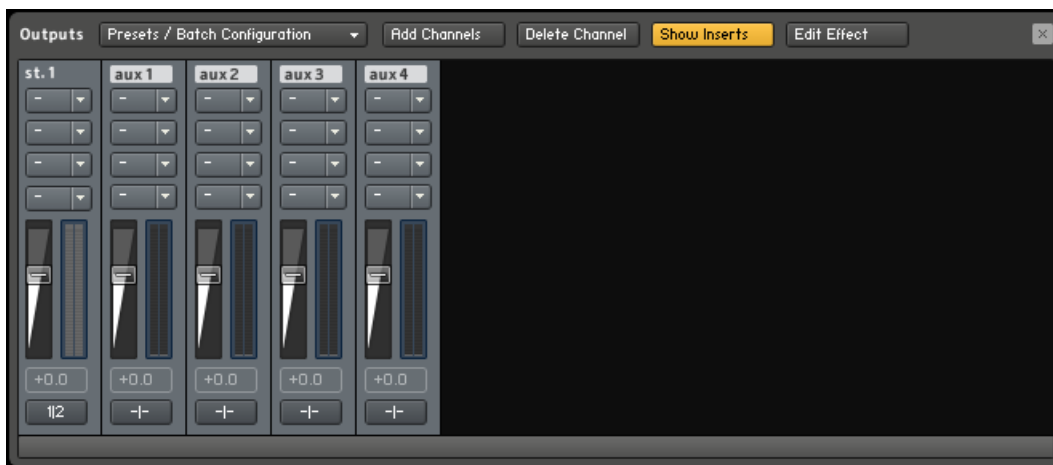 Outputs Presets / Batch Configuration Add Channels Delete Channel Show Inserts Edit Effect ×
st.1 aux 1 aux 2 aux 3 aux 4
- - - - -
- - - - -
- - - - -
- - - - -
+0.0 +0.0 +0.0 +0.0 +0.0
1|2 -|- -|- -|- -|-